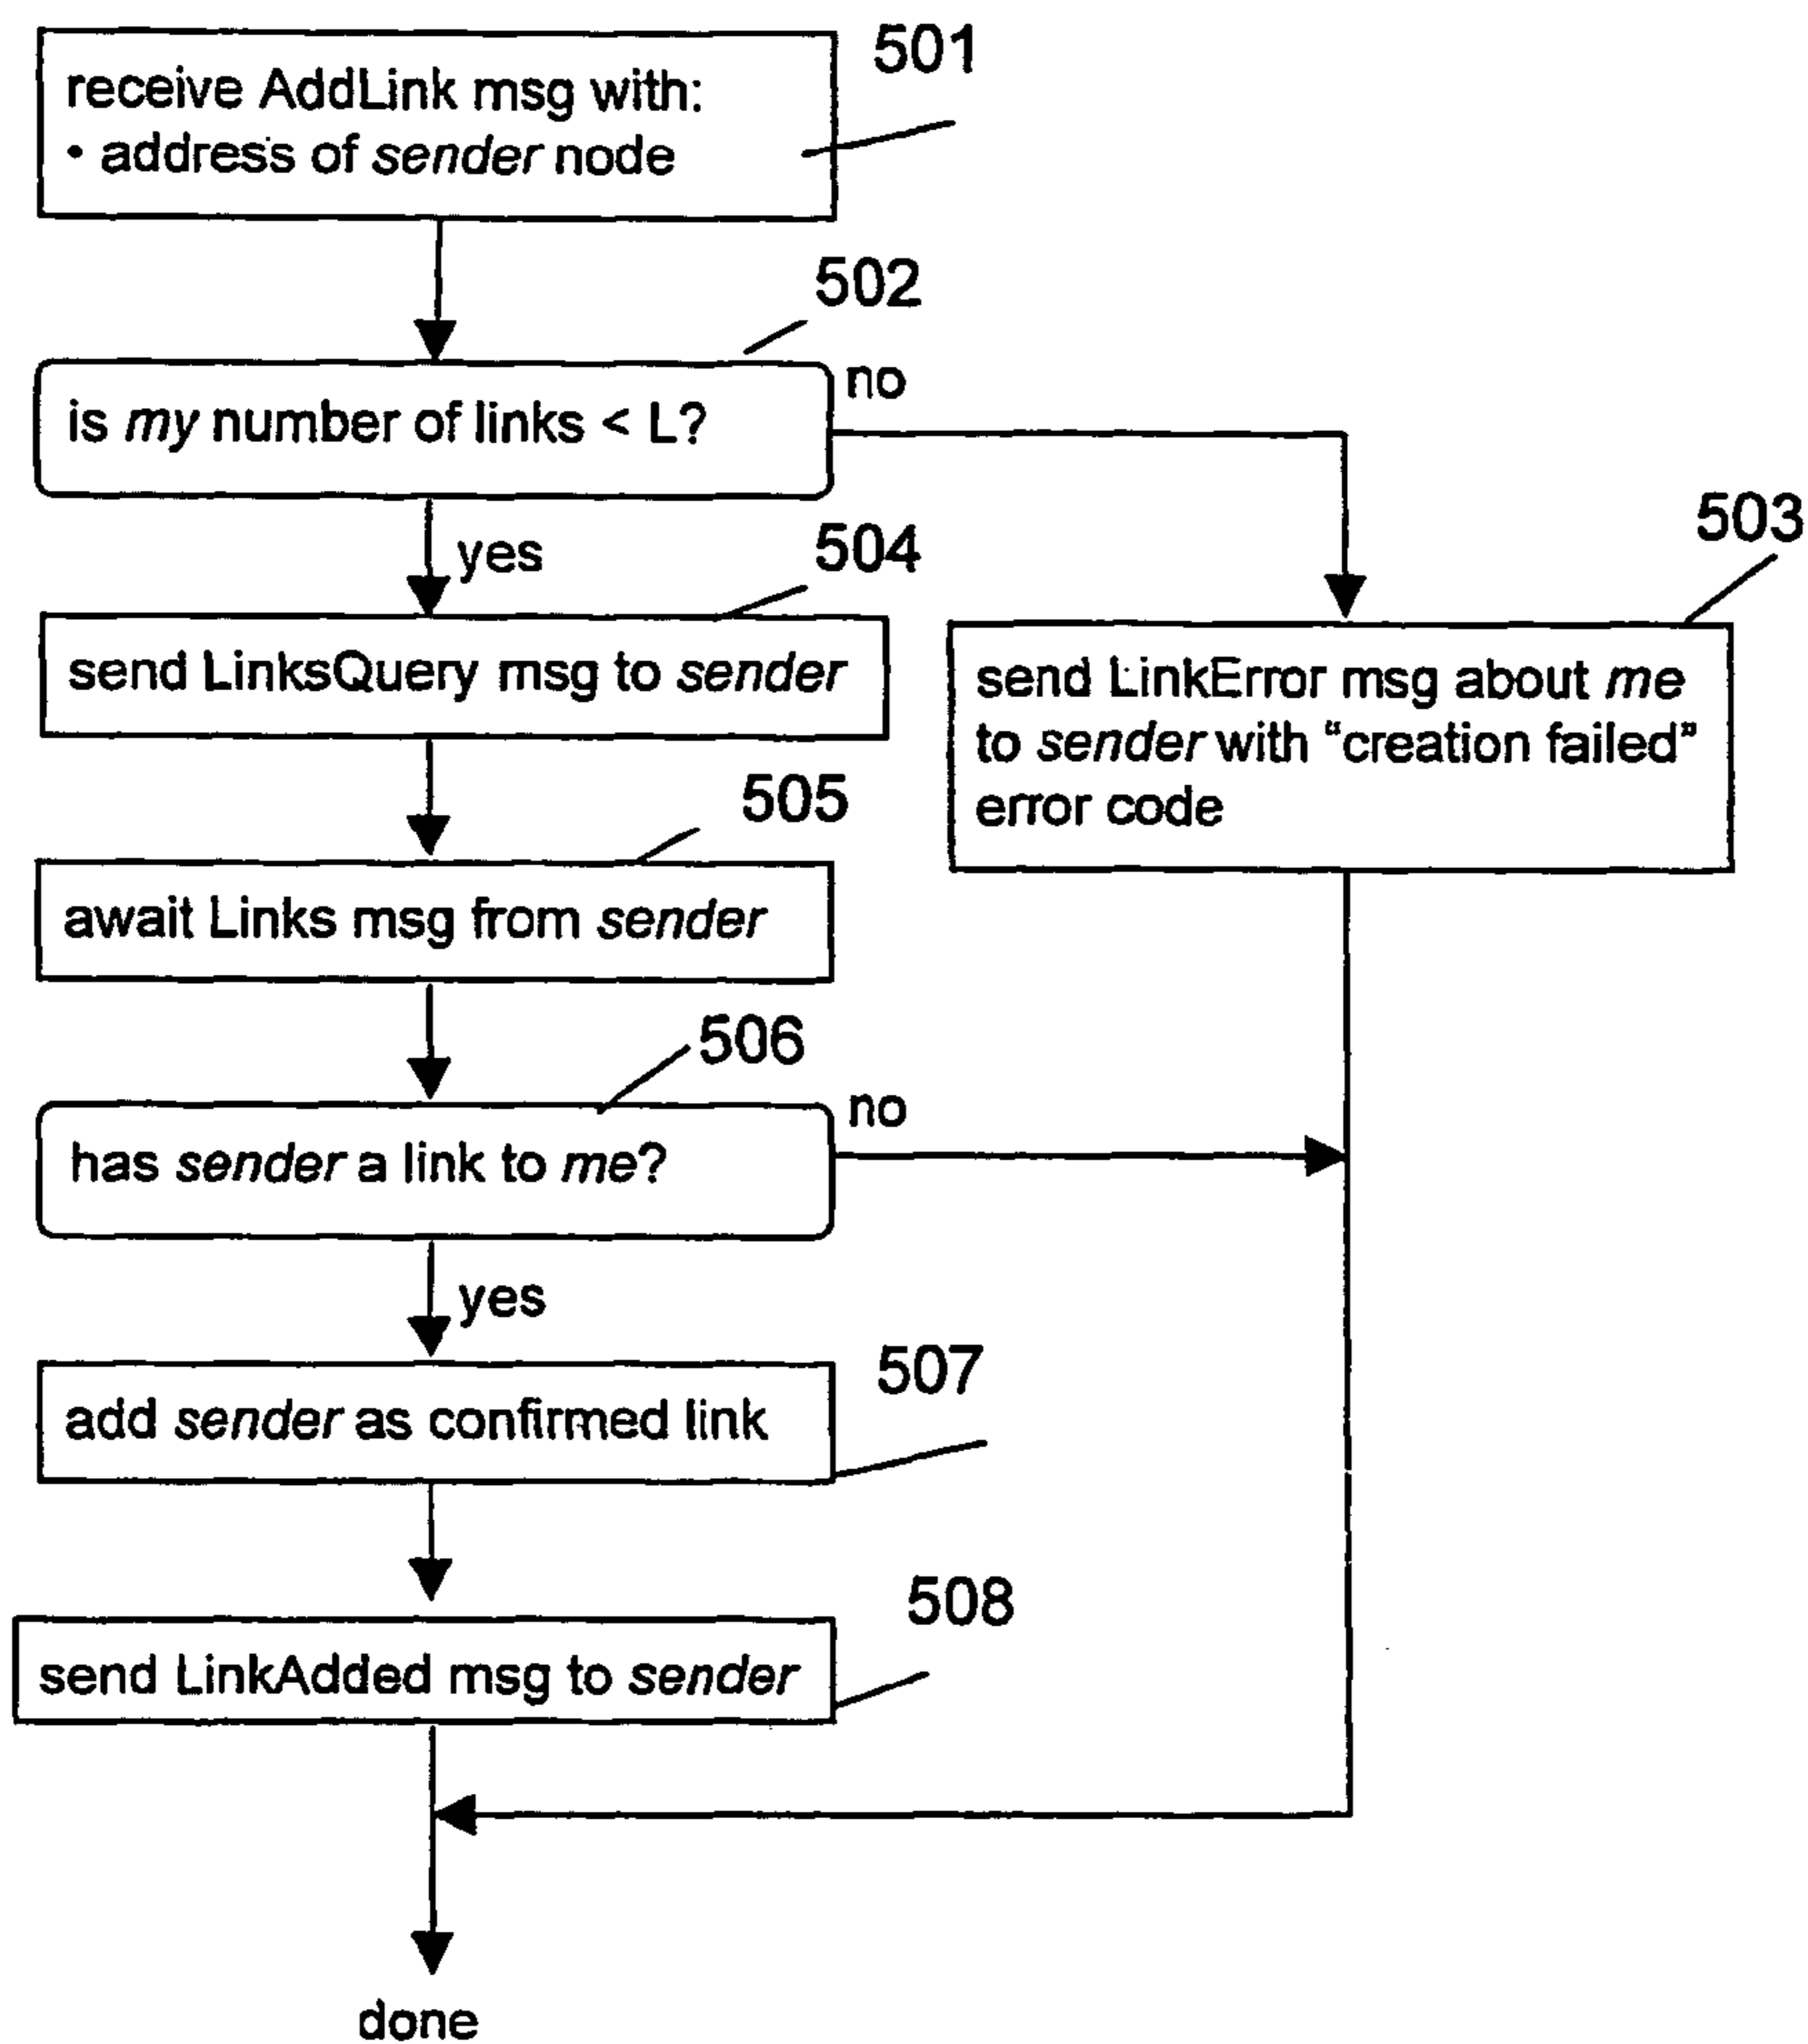 501
receive AddLink msg with:
• address of sender node
502
is my number of links < L?
no
yes
504
503
send LinksQuery msg to sender
send LinkError msg about me
to sender with “creation failed”
error code
505
await Links msg from sender
506
has sender a link to me?
no
yes
507
add sender as confirmed link
508
send LinkAdded msg to sender
done